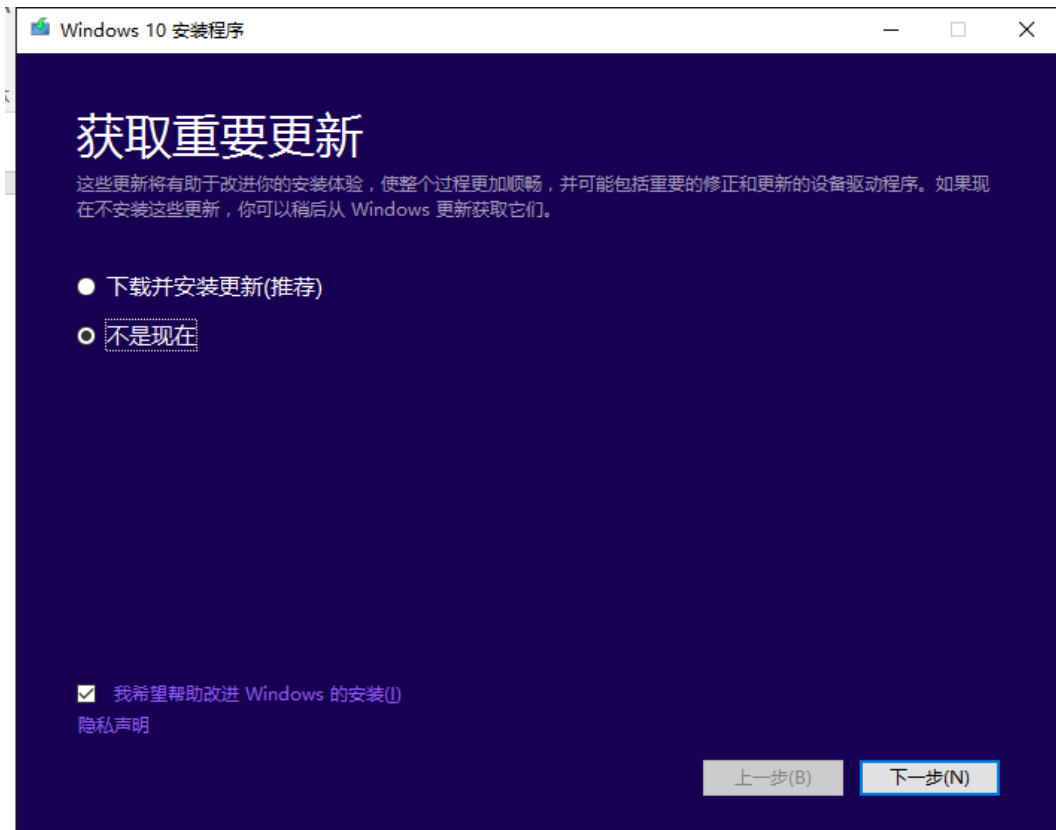 Windows 10 安装程序
获取重要更新
这些更新将有助于改进你的安装体验，使整个过程更加顺畅，并可能包括重要的修正和更新的设备驱动程序。如果现
在不安装这些更新，你可以稍后从 Windows 更新获取它们。
下载并安装更新(推荐)
不是现在
我希望帮助改进 Windows 的安装(I)
隐私声明
上一步(B)
下一步(N)